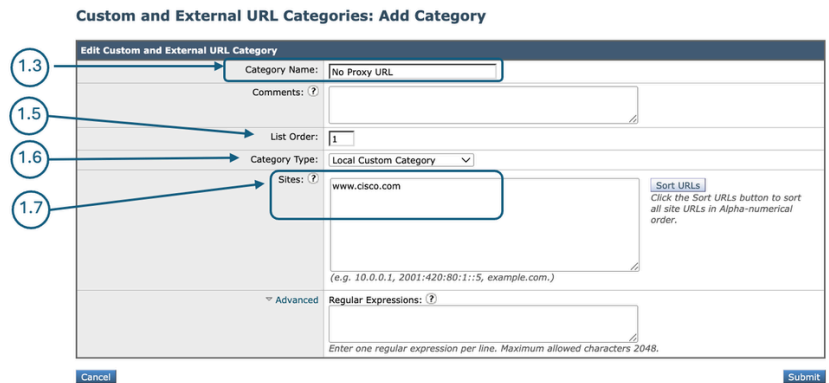 Custom and External URL Categories: Add Category
Edit Custom and External URL Category
1.3
Category Name:
No Proxy URL
Comments: ?
1.5
List Order:
1
1.6
Category Type:
Local Custom Category
Sites: ?
www.cisco.com
Sort URLs
Click the Sort URLs button to sort
all site URLs in Alpha-numerical
order.
1.7
(e.g. 10.0.0.1, 2001:420:80:1::5, example.com.)
Advanced
Regular Expressions: ?
Enter one regular expression per line. Maximum allowed characters 2048.
Cancel
Submit